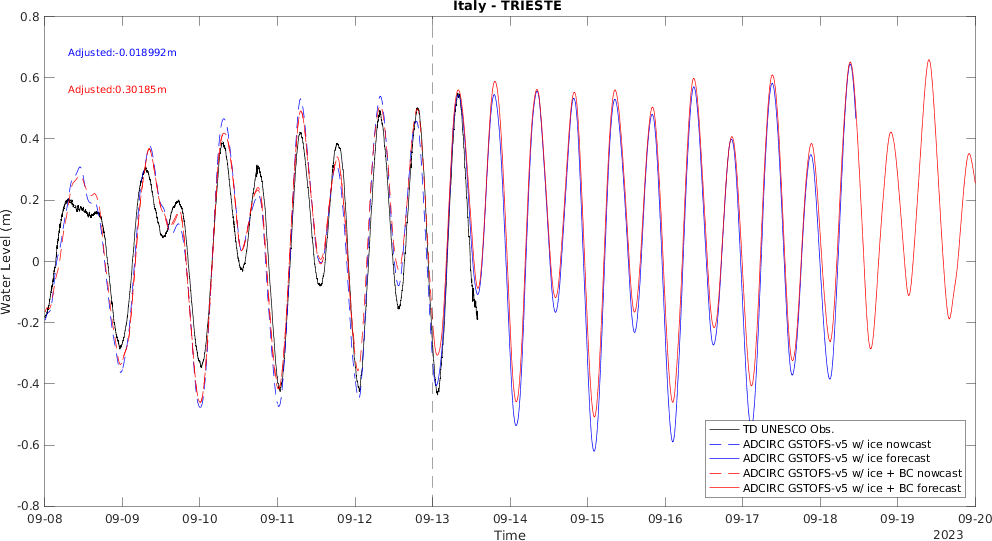 Italy - TRIESTE
Adjusted:-0.018992m
Adjusted:0.30185m
Water Level (m)
0.8
0.6
0.4
0.2
0
-0.2
-0.4
-0.6
-0.8
TD UNESCO Obs.
ADCIRC GSTOFS-v5 w/ ice nowcast
ADCIRC GSTOFS-v5 w/ ice forecast
ADCIRC GSTOFS-v5 w/ ice + BC nowcast
ADCIRC GSTOFS-v5 w/ ice + BC forecast
09-08 09-09 09-10 09-11 09-12 09-13 09-14 09-15 09-16 09-17 09-18 09-19 09-20
Time
2023